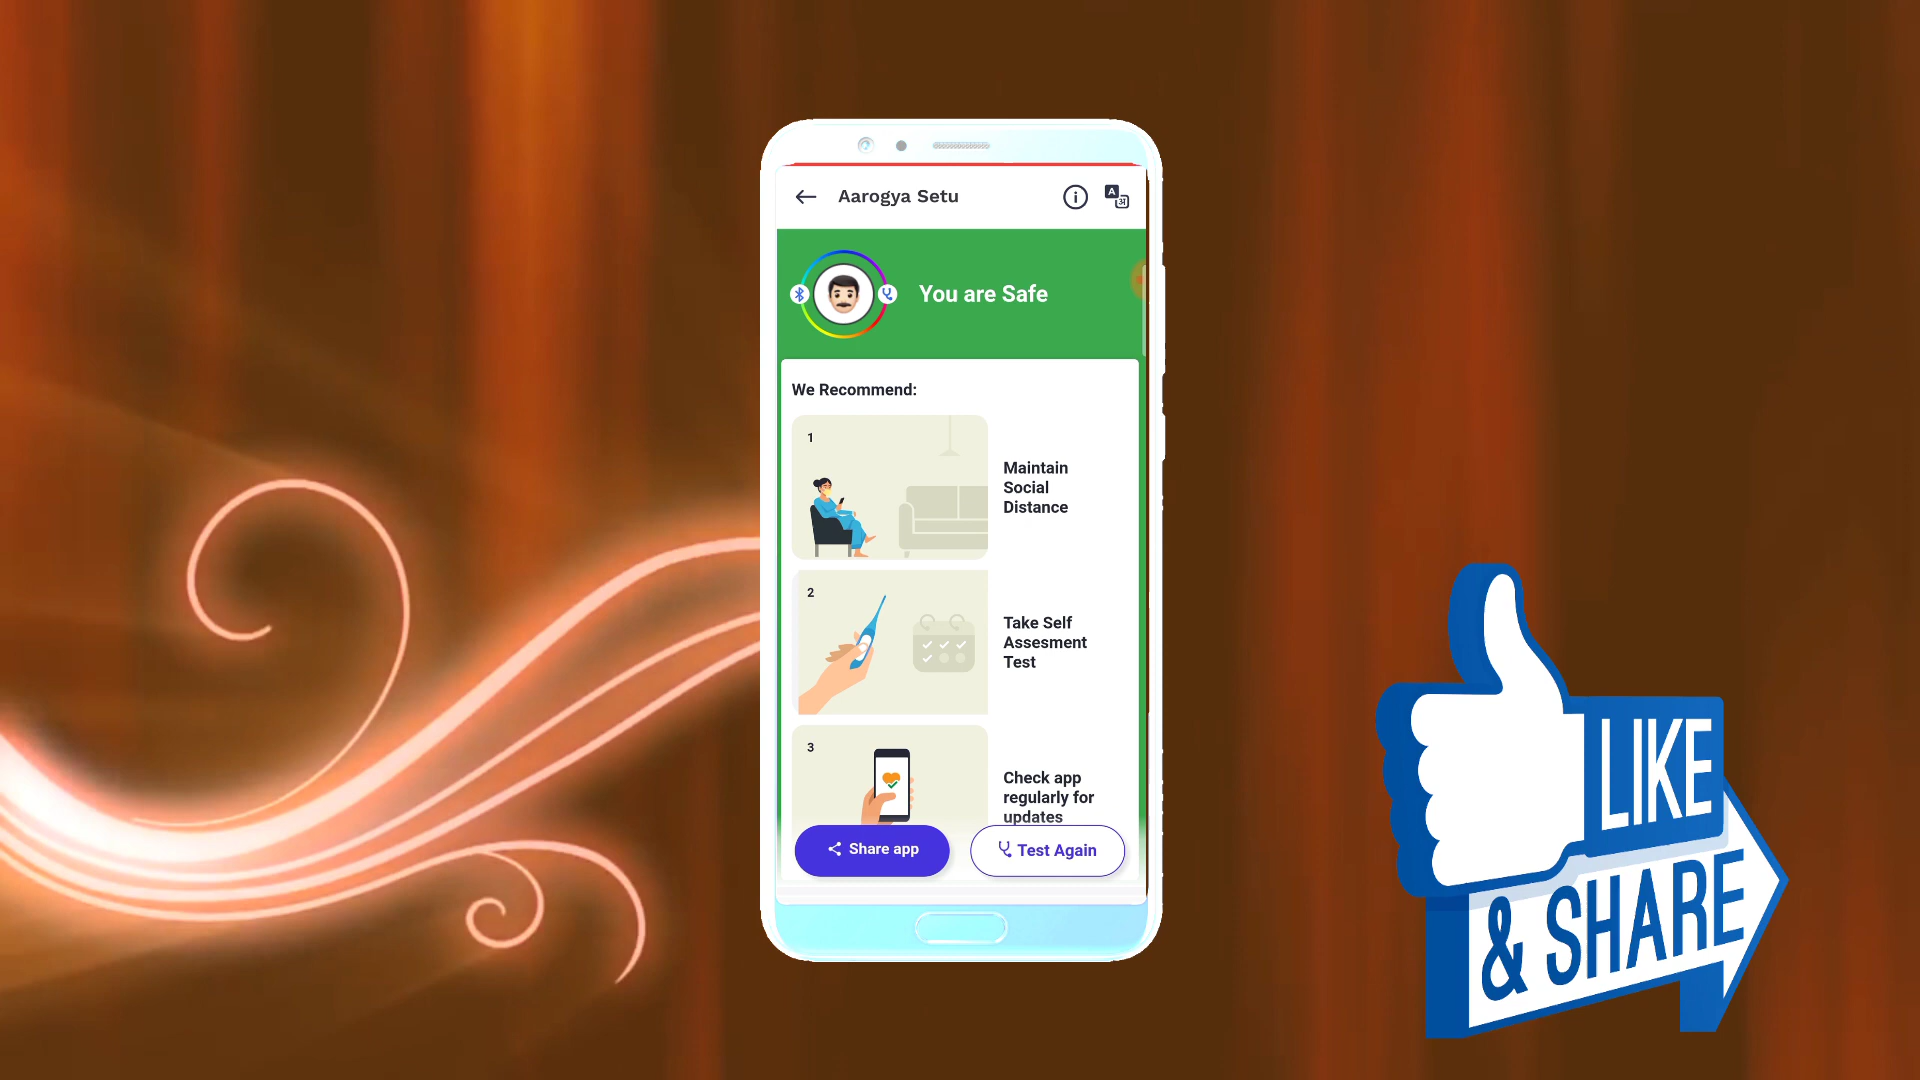 Aarogya Setu
A
अ
You are Safe
We Recommend:
1
Maintain
Social
Distance
2
Take Self
Assesment
Test
3
Check app
regularly for
updates
Share app
Test Again
LIKE
& SHARE